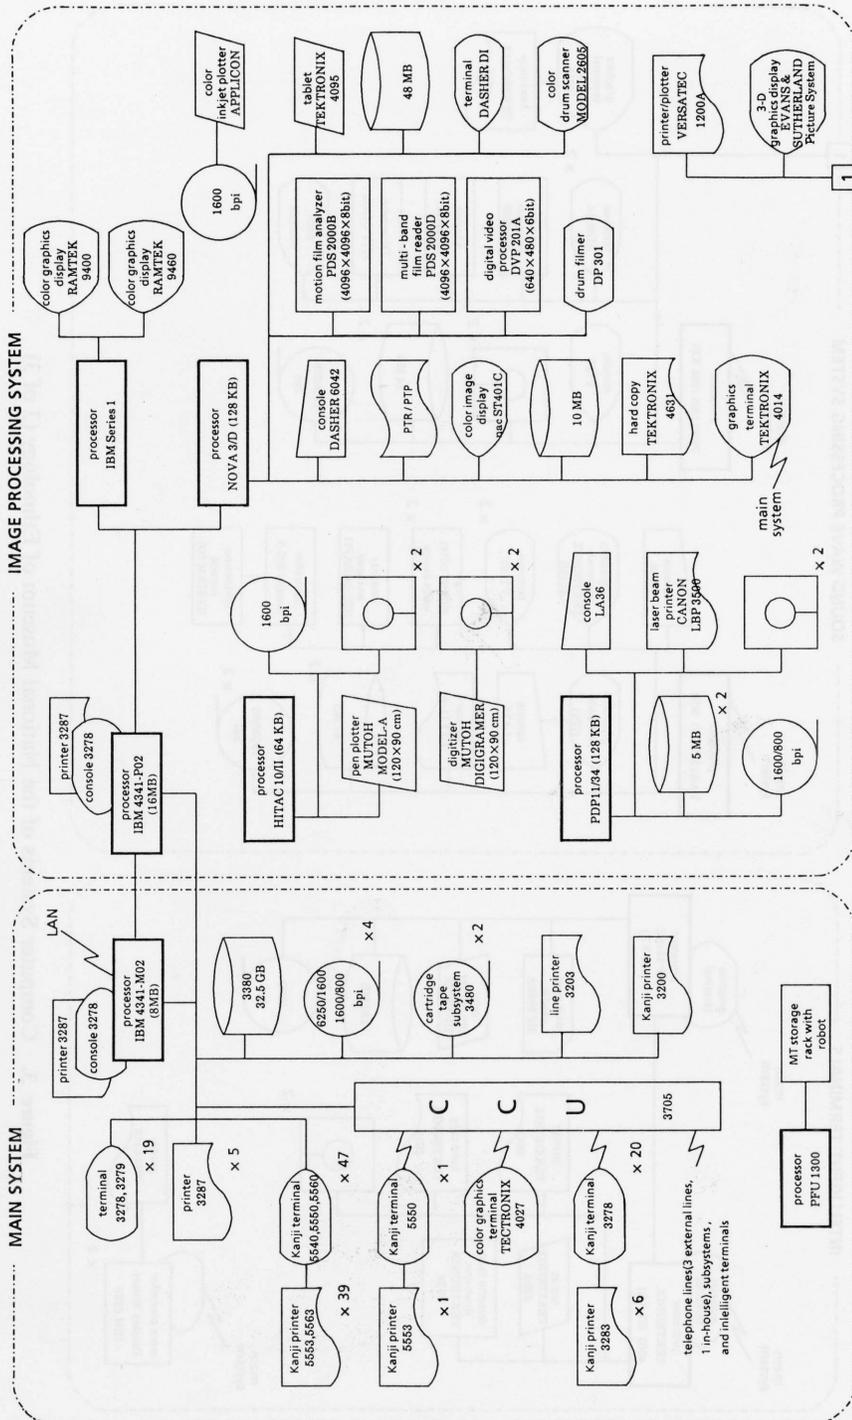 MAIN SYSTEM
LAN
printer 3287
console 3278
processor
IBM 4341-M02
(8MB)
terminal
3278, 3279
× 19
printer
3287
× 5
3380
32.5 GB
6250/1600
1600/800
bpi
× 4
cartridge
tape
subsystem
3480
× 2
line printer
3203
Kanji printer
3200
Kanji printer
5553,5563
× 39
Kanji terminal
5540,5550,5560
× 47
Kanji printer
5553
×1
Kanji terminal
5550
×1
color graphics
terminal
TECTRONIX
4027
Kanji printer
3283
×6
Kanji terminal
3278
× 20
C
C
U
3705
telephone lines(3 external lines,
1 in-house), subsystems,
and inlelligent terminals
processor
PFU 1300
MT storage
rack with
robot
IMAGE PROCESSING SYSTEM
printer 3287
console 3278
processor
IBM 4341-P02
(16MB)
processor
IBM Series 1
color graphics
display
RAMTEK
9400
color graphics
display
RAMTEK
9460
processor
NOVA 3/D (128 KB)
1600
bpi
color
inkjet plotter
APPLICON
console
DASHER 6042
PTR / PTP
color image
display
nac ST401C
10 MB
hard copy
TEKTRONIX
4631
graphics
terminal
TEKTRONIX
4014
main
system
motion film analyzer
PDS 2000B
(4096×4096×8bit)
multi - band
film reader
PDS 2000D
(4096×4096×8bit)
digital video
processor
DVP 201A
(640×480×6bit)
drum filmer
DP 301
tablet
TEKTRONIX
4095
48 MB
terminal
DASHER DI
color
drum scanner
MODEL 2605
processor
HITAC 10/II (64 KB)
1600
bpi
× 2
pen plotter
MUTOH
MODEL-A
(120×90 cm)
digitizer
MUTOH
DIGIGRAMER
(120×90 cm)
× 2
processor
PDP11/34 (128 KB)
console
LA36
laser beam
printer
CANON
LBP 3500
× 2
5 MB
× 2
1600/800
bpi
printer/plotter
VERSATEC
1200A
3-D
graphics display
EVANS &
SUTHERLAND
Picture System
1